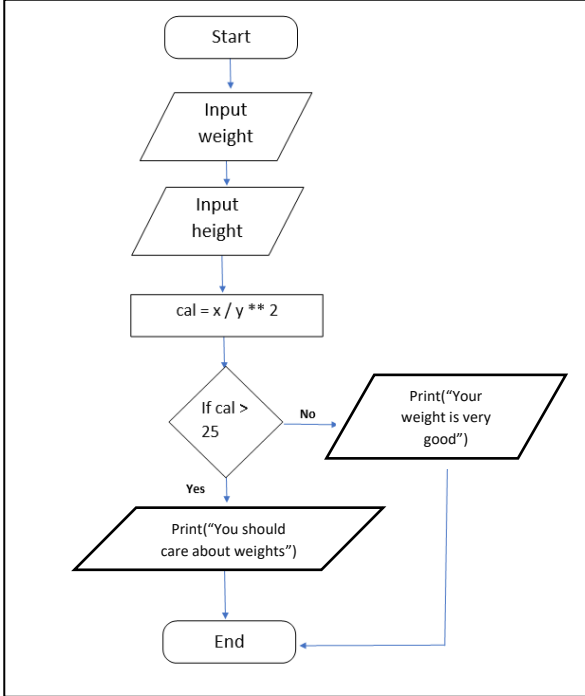 Start
Input
weight
Input
height
cal = x / y ** 2
If cal >
25
No
Print(“Your
weight is very
good”)
Yes
Print(“You should
care about weights”)
End